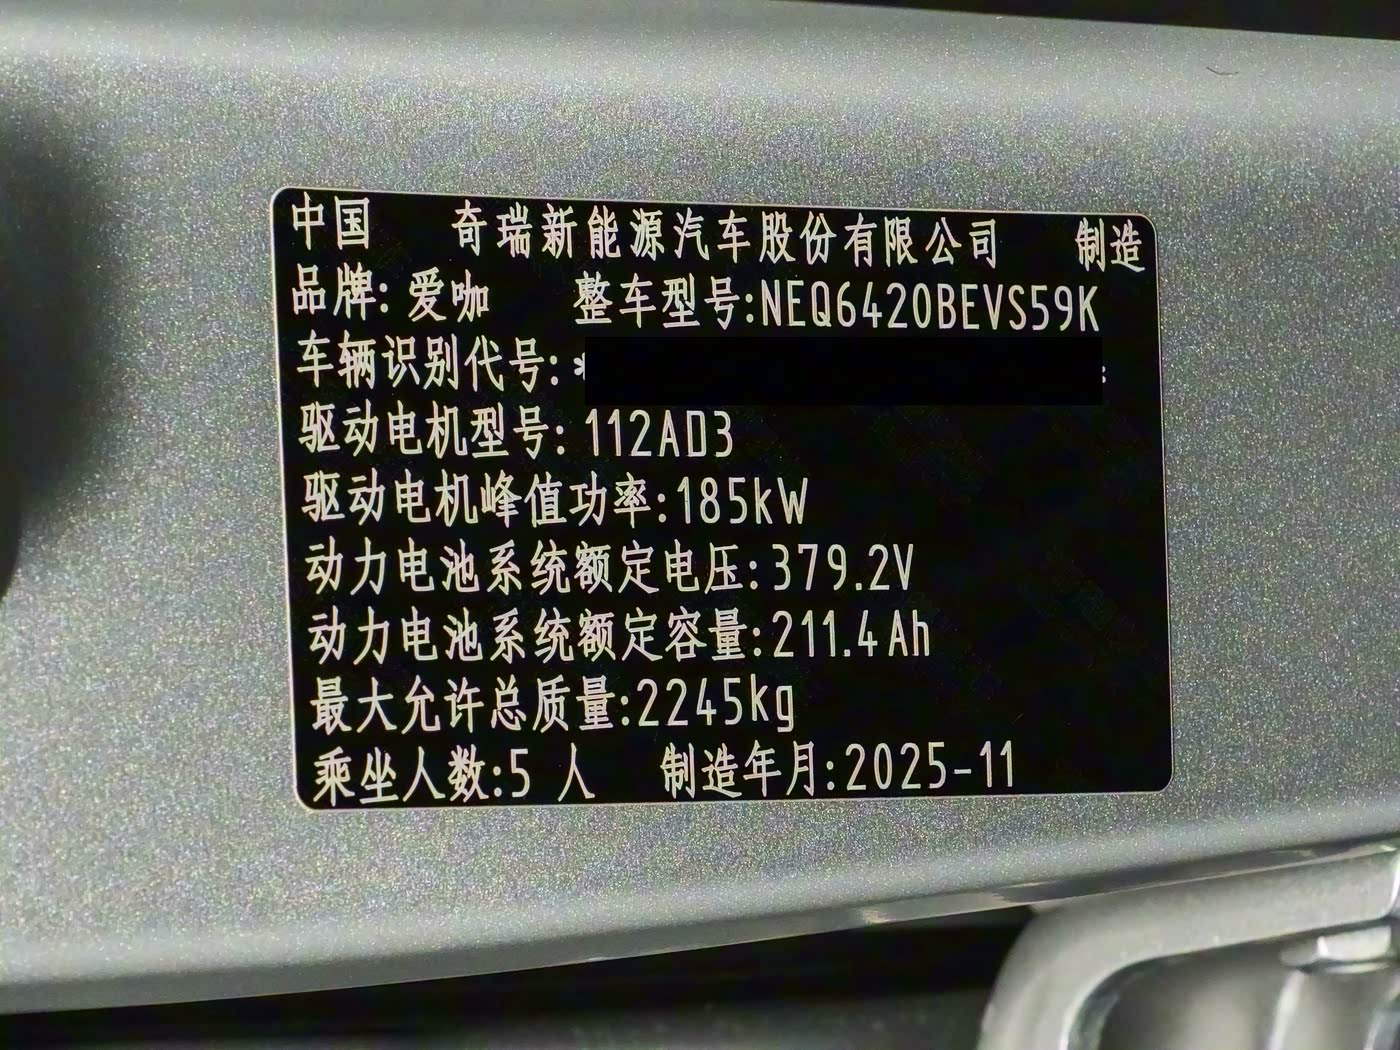 中国 奇瑞新能源汽车股份有限公司 制造
品牌: 爱咖 整车型号:NEQ6420BEVS59K
车辆识别代号:*
驱动电机型号: 112AD3
驱动电机峰值功率:185kW
动力电池系统额定电压:379.2V
动力电池系统额定容量:211.4Ah
最大允许总质量:2245kg
乘坐人数:5 人 制造年月:2025-11